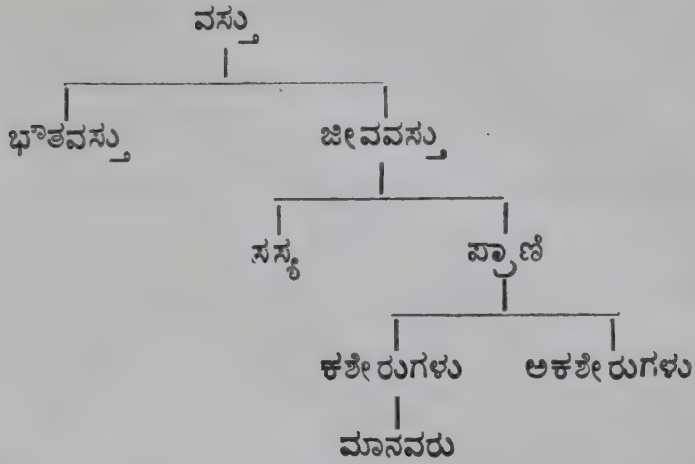 ವಸ್ತು
ಭೌತವಸ್ತು ಜೀವವಸ್ತು
ಸಸ್ಯ ಪ್ರಾಣಿ
ಕಶೇರುಗಳು ಅಕಶೇರುಗಳು
ಮಾನವರು